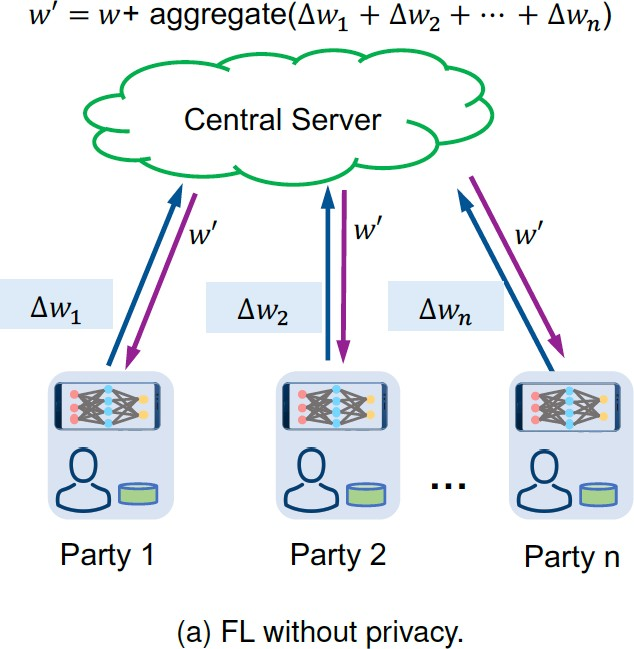 w′ = w+ aggregate(Δw₁ + Δw₂ + ⋯ + Δwₙ)
Central Server
w′
w′
w′
Δw₁
Δw₂
Δwₙ
...
Party 1
Party 2
Party n
(a) FL without privacy.